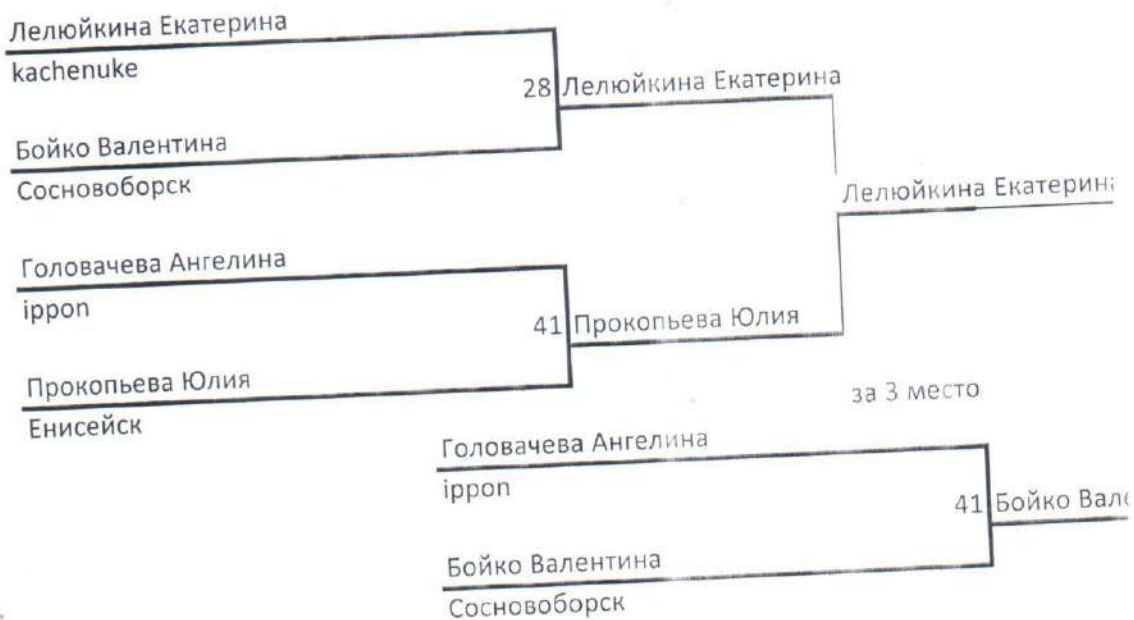 Лелюйкина Екатерина
kachenuke
28 Лелюйкина Екатерина
Бойко Валентина
Сосновоборск
Лелюйкина Екатерин
Головачева Ангелина
ippon
41 Прокопьева Юлия
Прокопьева Юлия
Енисейск
за 3 место
Головачева Ангелина
ippon
41 Бойко Вал
Бойко Валентина
Сосновоборск